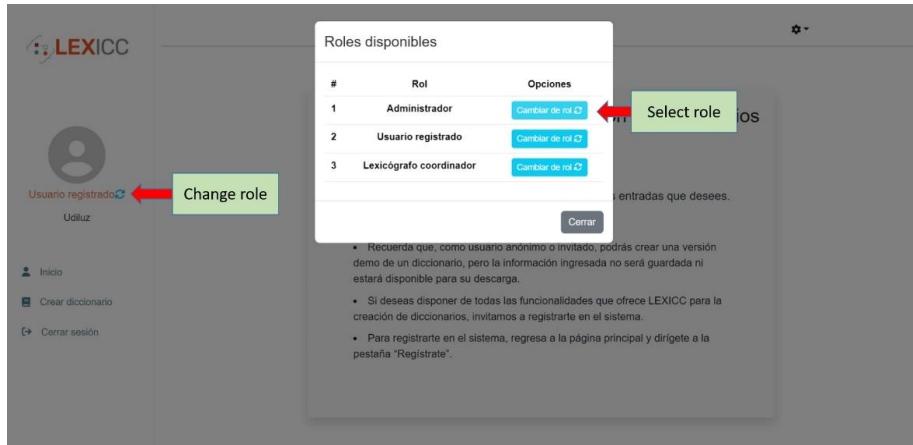 LEXICC
Usuario registrado
Change role
Udiluz
Inicio
Crear diccionario
Cerrar sesión
Roles disponibles
# Rol Opciones
1 Administrador Cambiar de rol
Select role
2 Usuario registrado Cambiar de rol
3 Lexicógrafo coordinador Cambiar de rol
Cerrar
entradas que desees.
• Recuerda que, como usuario anónimo o invitado, podrás crear una versión
demo de un diccionario, pero la información ingresada no será guardada ni
estará disponible para su descarga.
• Si deseas disponer de todas las funcionalidades que ofrece LEXICC para la
creación de diccionarios, invitamos a registrarte en el sistema.
• Para registrarte en el sistema, regresa a la página principal y dirígete a la
pestaña "Regístrate".